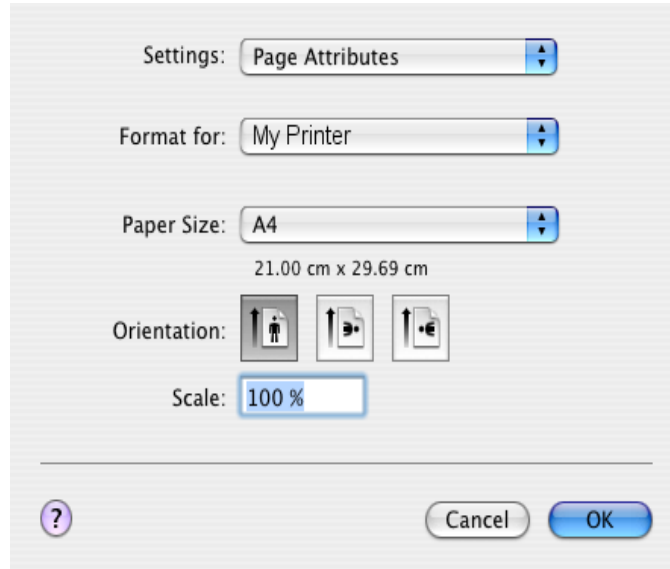 Settings: Page Attributes
Format for: My Printer
Paper Size: A4
21.00 cm x 29.69 cm
Orientation:
Scale: 100 %
? Cancel OK